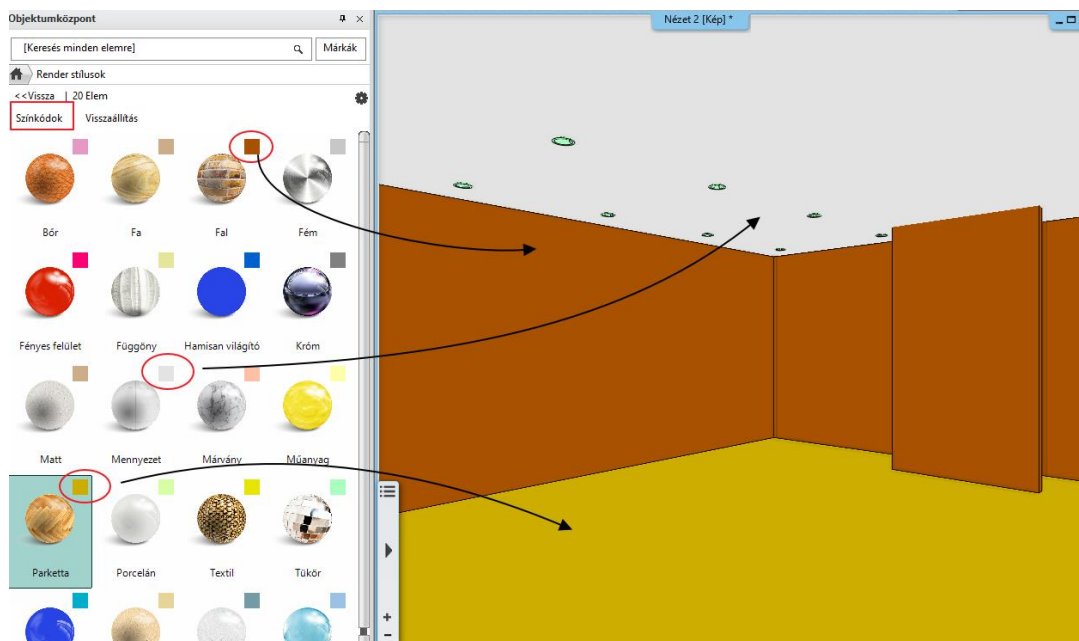 Objektumközpont
Nézet 2 [Kép] *
[Keresés minden elemre] Márkák
Render stílusok
<<Vissza | 20 Elem
Színkódok Visszaállítás
Bőr Fa Fal Fém
Fényes felület Függöny Hamisan világító Króm
Matt Mennyezet Márvány Műanyag
Parketta Porcelán Textil Tükör